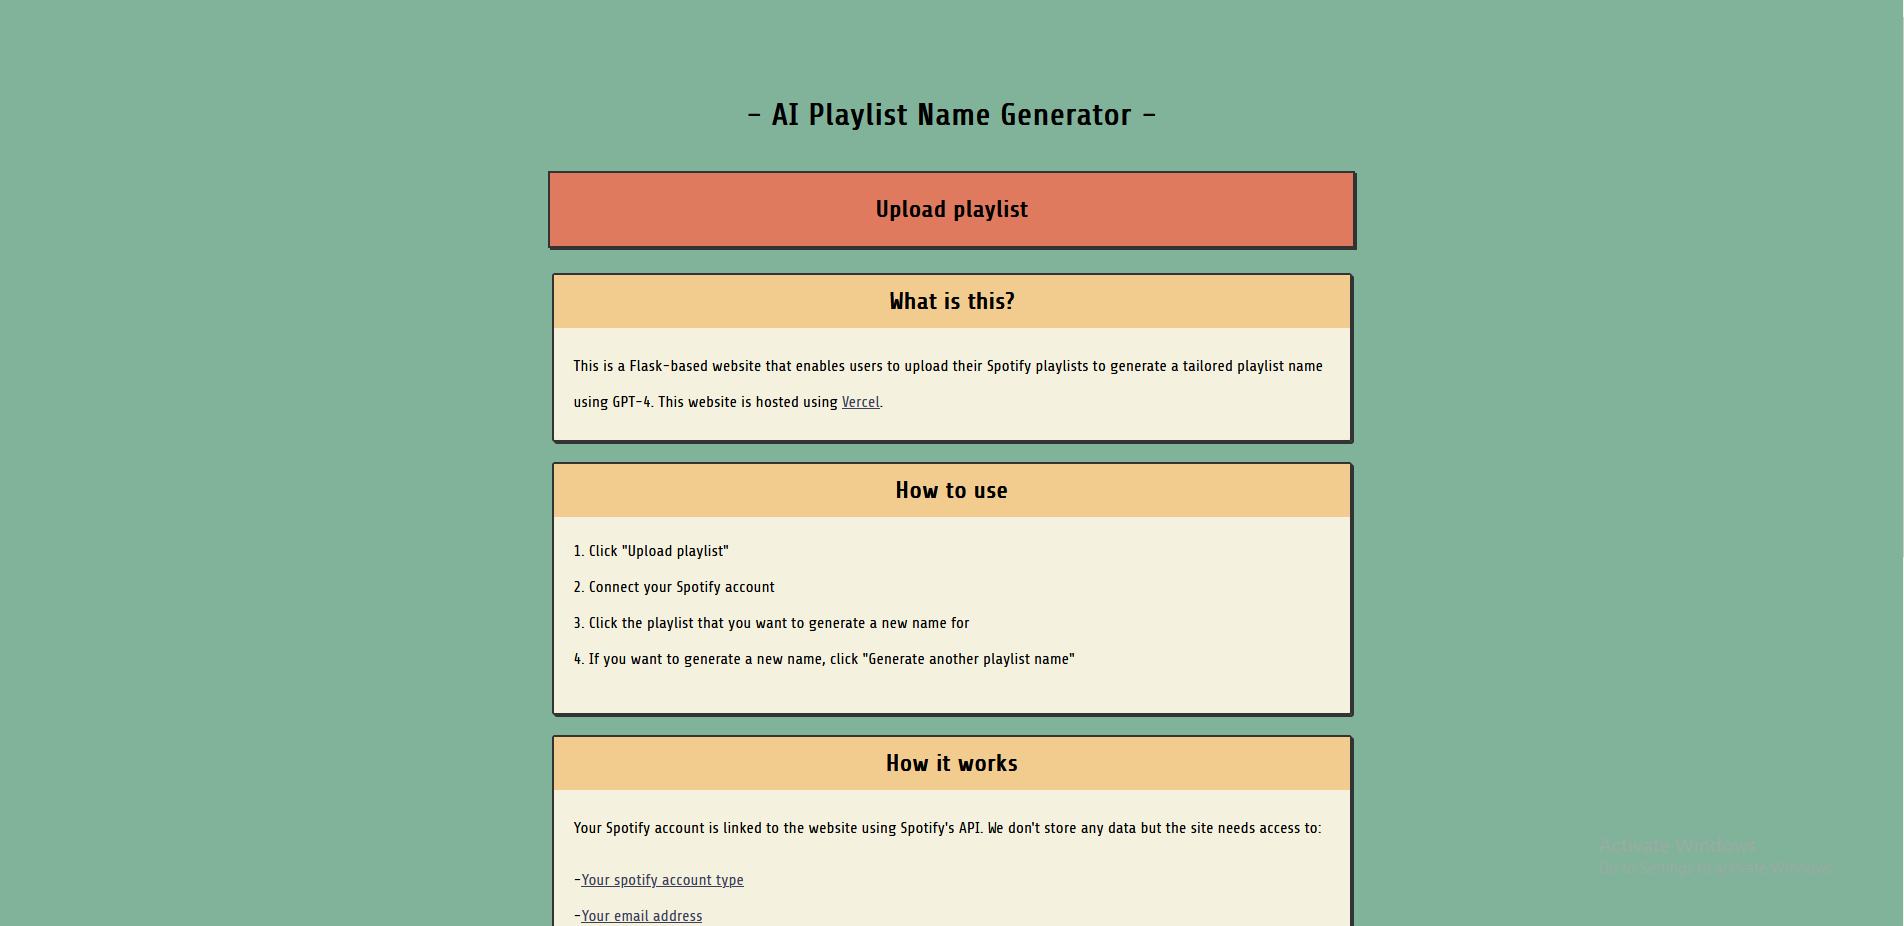 - AI Playlist Name Generator -
Upload playlist
What is this?
This is a Flask-based website that enables users to upload their Spotify playlists to generate a tailored playlist name
using GPT-4. This website is hosted using Vercel.
How to use
1. Click "Upload playlist"
2. Connect your Spotify account
3. Click the playlist that you want to generate a new name for
4. If you want to generate a new name, click "Generate another playlist name"
How it works
Your Spotify account is linked to the website using Spotify's API. We don't store any data but the site needs access to:
-Your spotify account type
-Your email address
Activate Windows
Go to Settings to activate Windows.